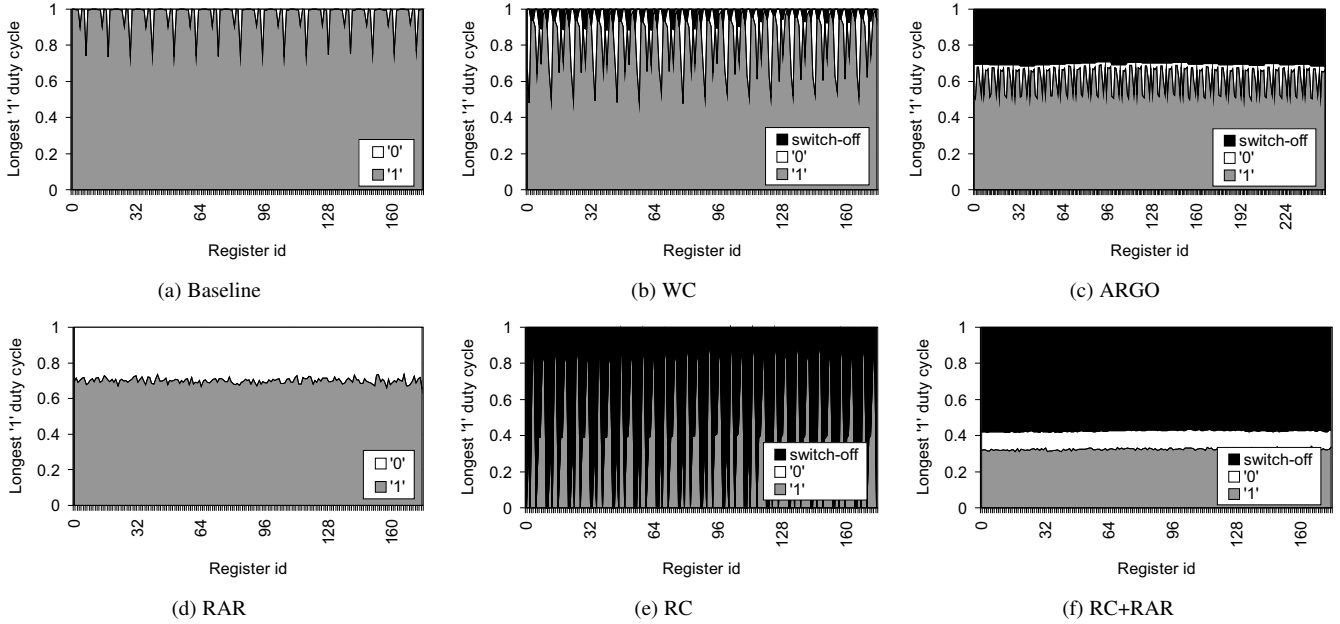 Longest '1' duty cycle
1
0.8
0.6
0.4
0.2
0
'0'
'1'
0 32 64 96 128 160
Register id
(a) Baseline
Longest '1' duty cycle
1
0.8
0.6
0.4
0.2
0
switch-off
'0'
'1'
0 32 64 96 128 160
Register id
(b) WC
Longest '1' duty cycle
1
0.8
0.6
0.4
0.2
0
switch-off
'0'
'1'
0 32 64 96 128 160 192 224
Register id
(c) ARGO
Longest '1' duty cycle
1
0.8
0.6
0.4
0.2
0
'0'
'1'
0 32 64 96 128 160
Register id
(d) RAR
Longest '1' duty cycle
1
0.8
0.6
0.4
0.2
0
switch-off
'0'
'1'
0 32 64 96 128 160
Register id
(e) RC
Longest '1' duty cycle
1
0.8
0.6
0.4
0.2
0
switch-off
'0'
'1'
0 32 64 96 128 160
Register id
(f) RC+RAR